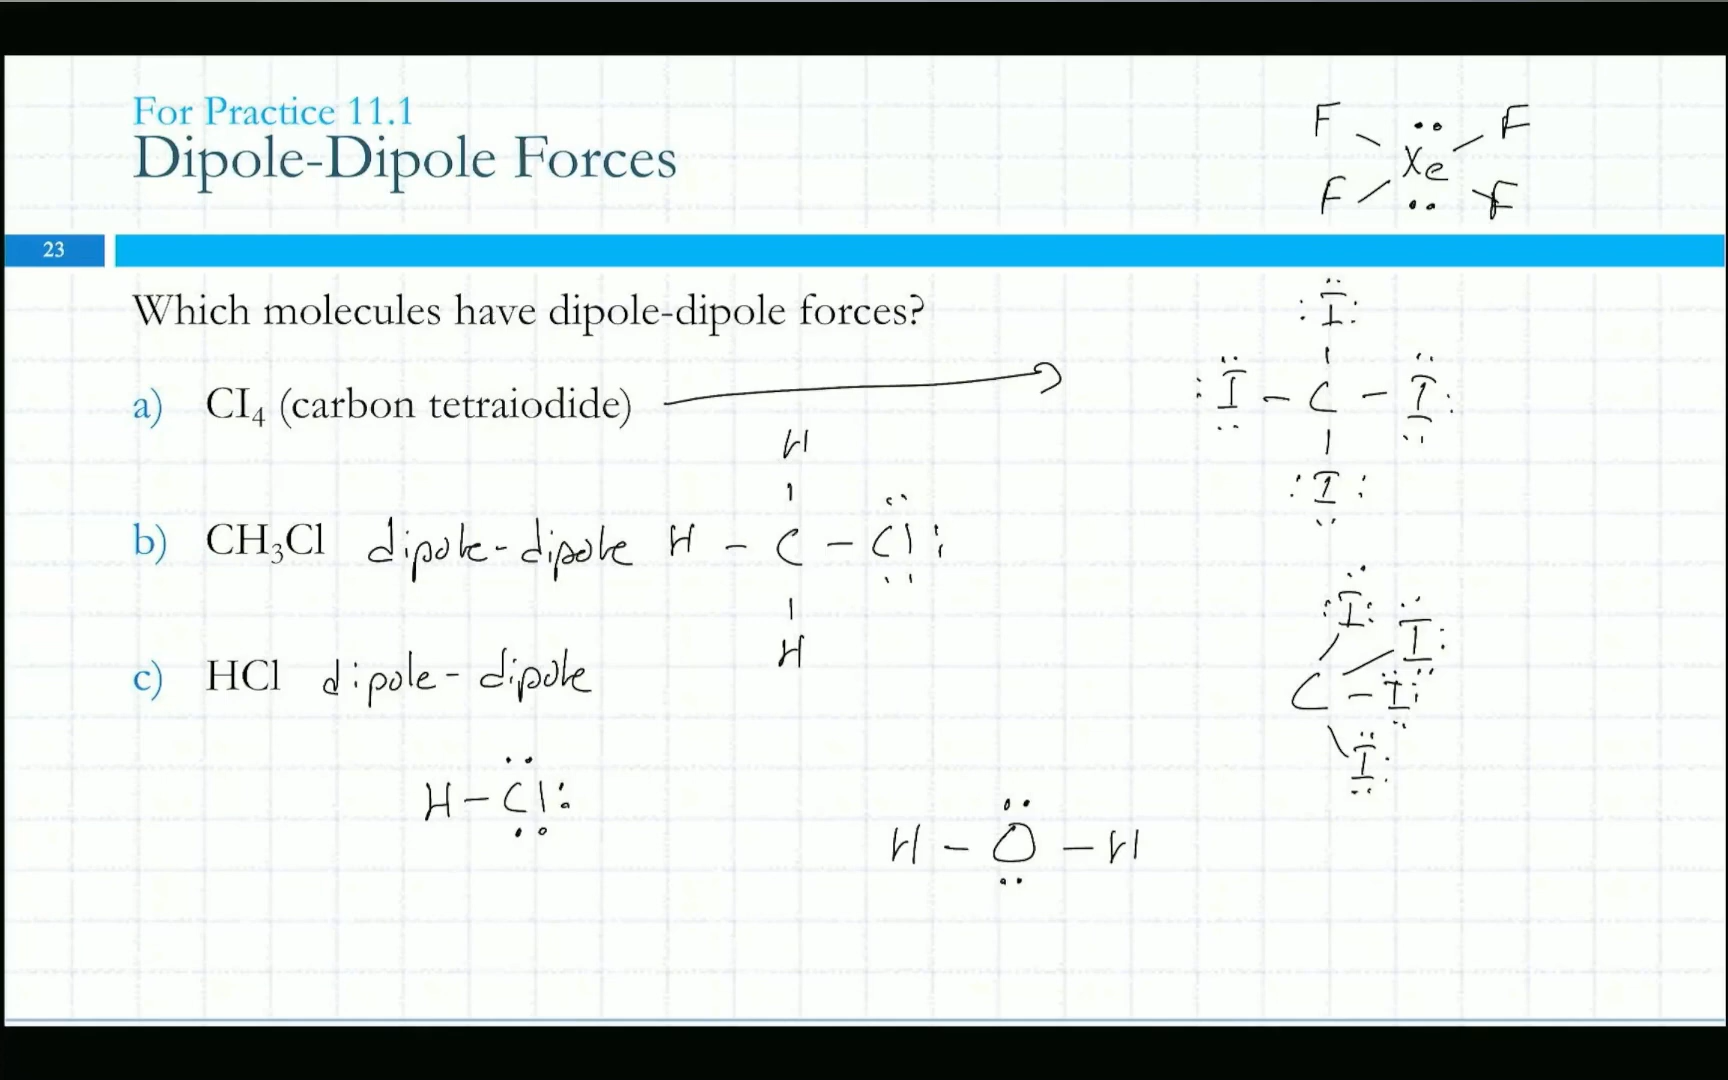 For Practice 11.1
Dipole-Dipole Forces
F Xe F
F F
23
Which molecules have dipole-dipole forces?
I
a) CI₄ (carbon tetraiodide)
I - C - I
I
H
b) CH₃Cl dipole-dipole H - C - Cl
H
c) HCl dipole-dipole
I
I
C - I
I
H - Cl
H - O - H